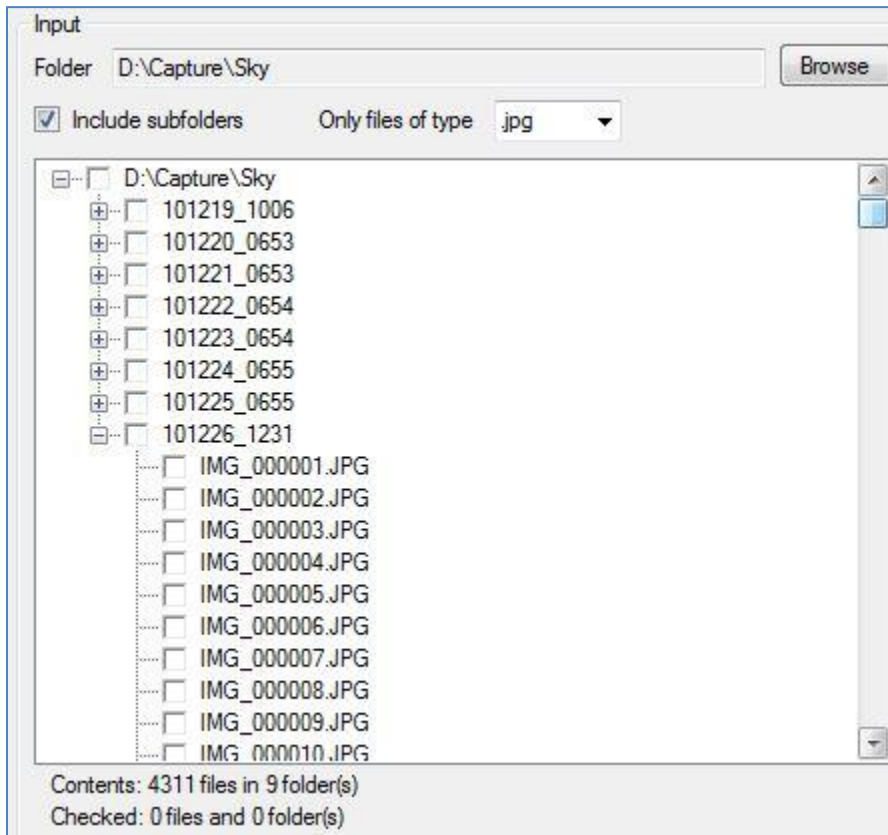 Input
Folder D:\Capture\Sky Browse
Include subfolders Only files of type .jpg
D:\Capture\Sky
101219_1006
101220_0653
101221_0653
101222_0654
101223_0654
101224_0655
101225_0655
101226_1231
IMG_000001.JPG
IMG_000002.JPG
IMG_000003.JPG
IMG_000004.JPG
IMG_000005.JPG
IMG_000006.JPG
IMG_000007.JPG
IMG_000008.JPG
IMG_000009.JPG
IMG_000010.JPG
Contents: 4311 files in 9 folder(s)
Checked: 0 files and 0 folder(s)